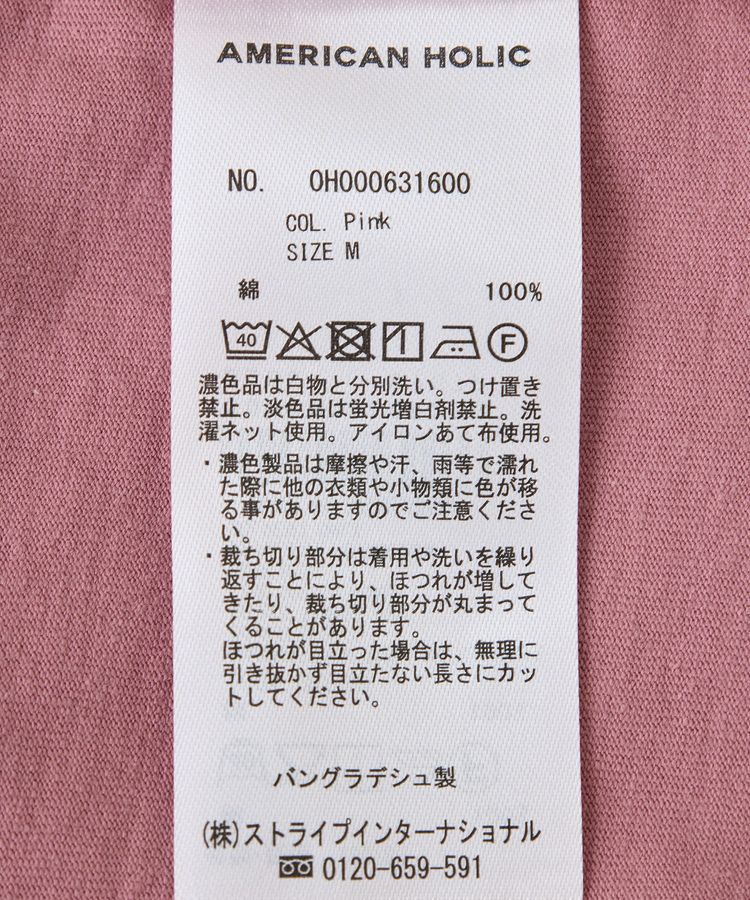 AMERICAN HOLIC
NO. OH000631600
COL. Pink
SIZE M
綿 100%
40 F
濃色品は白物と分別洗い。つけ置き
禁止。淡色品は蛍光増白剤禁止。洗
濯ネット使用。アイロンあて布使用。
・濃色製品は摩擦や汗、雨等で濡れ
た際に他の衣類や小物類に色が移
る事がありますのでご注意くださ
い。
・裁ち切り部分は着用や洗いを繰り
返すことにより、ほつれが増して
きたり、裁ち切り部分が丸まって
くることがあります。
ほつれが目立った場合は、無理に
引き抜かず目立たない長さにカッ
トしてください。
バングラデシュ製
(株)ストライプインターナショナル
0120-659-591